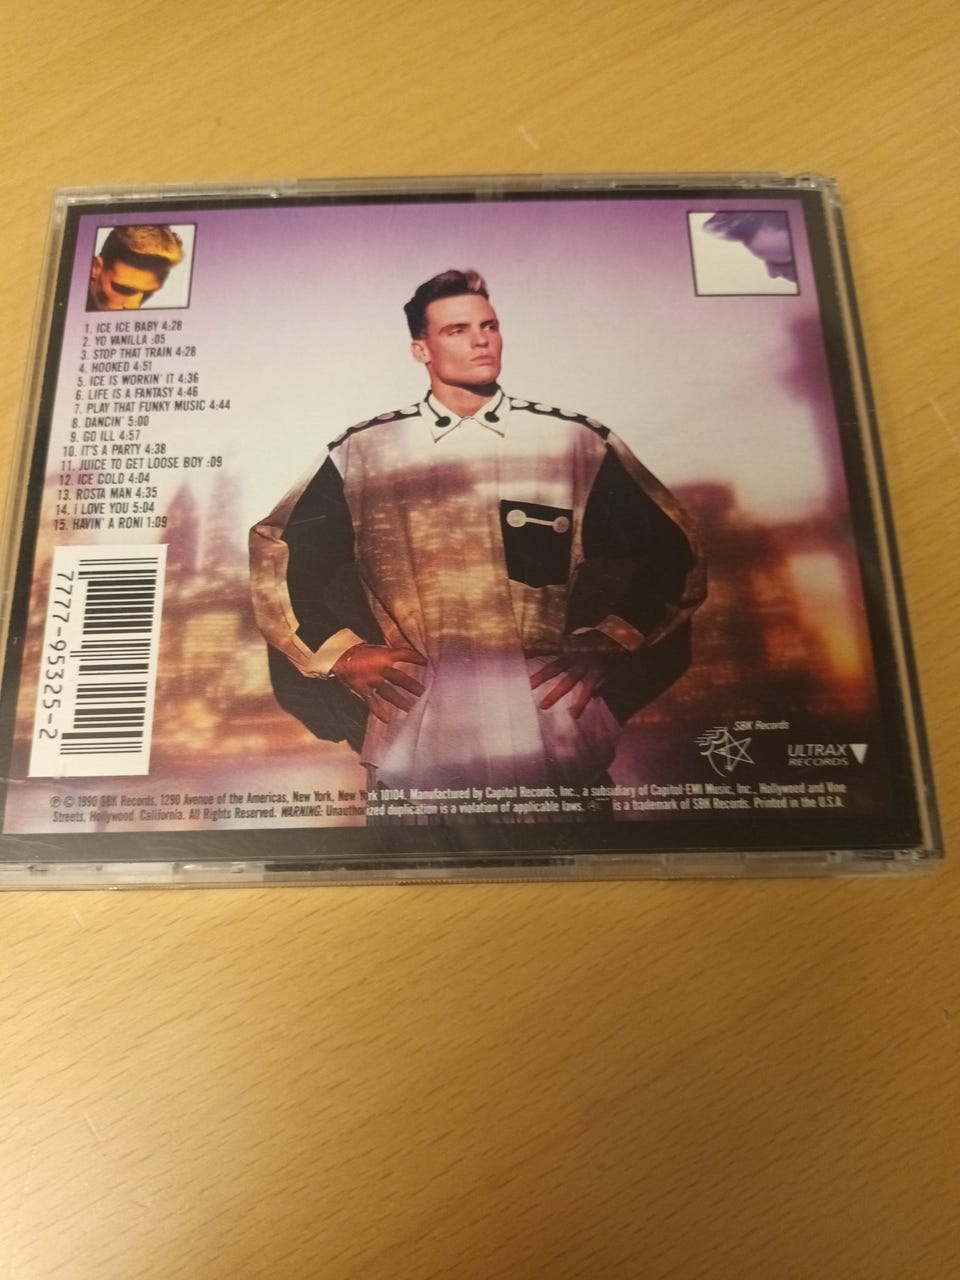 1. ICE ICE BABY 4:28
2. YO VANILLA :05
3. STOP THAT TRAIN 4:28
4. HOOKED 4:51
5. ICE IS WORKIN' IT 4:36
6. LIFE IS A FANTASY 4:46
7. PLAY THAT FUNKY MUSIC 4:44
8. DANCIN' 5:00
9. GO ILL 4:57
10. IT'S A PARTY 4:38
11. JUICE TO GET LOOSE BOY :09
12. ICE COLD 4:04
13. ROSTA MAN 4:35
14. I LOVE YOU 5:04
15. HAVIN' A RONI 1:09
7777-95325-2
SBK Records
ULTRAX
RECORDS
℗ © 1990 SBK Records, 1290 Avenue of the Americas, New York, New York 10104. Manufactured by Capitol Records, Inc., a subsidiary of Capitol-EMI Music, Inc., Hollywood and Vine
Streets, Hollywood, California. All Rights Reserved. WARNING: Unauthorized duplication is a violation of applicable laws. is a trademark of SBK Records. Printed in the U.S.A.